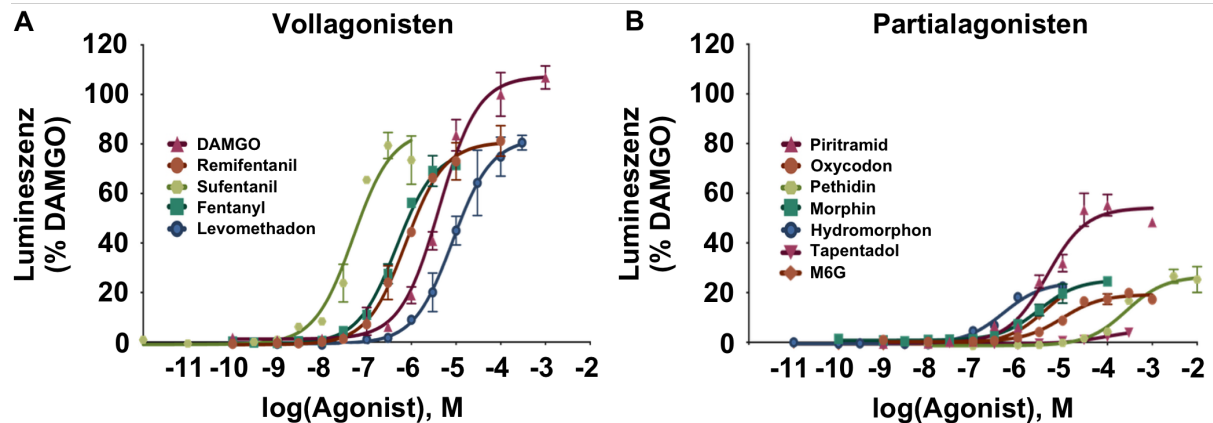 A
Vollagonisten
120
100
80
60
40
20
0
Lumineszenz
(% DAMGO)
DAMGO
Remifentanil
Sufentanil
Fentanyl
Levomethadon
-11 -10 -9 -8 -7 -6 -5 -4 -3 -2
log(Agonist), M
B
Partialagonisten
120
100
80
60
40
20
0
Lumineszenz
(% DAMGO)
Piritramid
Oxycodon
Pethidin
Morphin
Hydromorphon
Tapentadol
M6G
-11 -10 -9 -8 -7 -6 -5 -4 -3 -2
log(Agonist), M